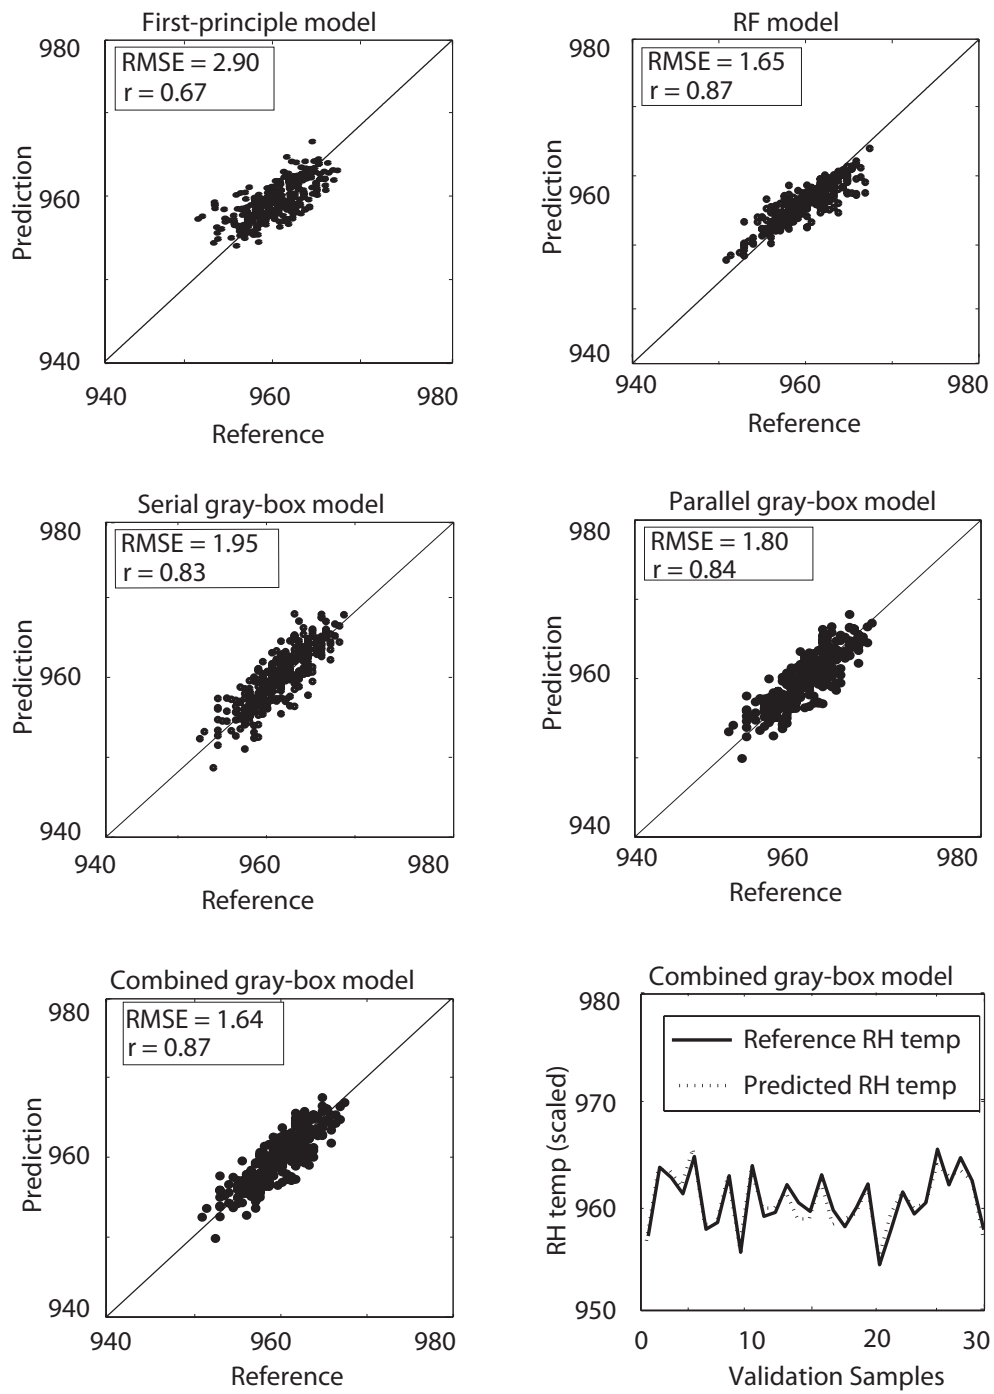 First-principle model
980
RMSE = 2.90
r = 0.67
Prediction
960
940
940 960 980
Reference
RF model
980
RMSE = 1.65
r = 0.87
Prediction
960
940
940 960 980
Reference
Serial gray-box model
980
RMSE = 1.95
r = 0.83
Prediction
960
940
940 960 980
Reference
Parallel gray-box model
980
RMSE = 1.80
r = 0.84
Prediction
960
940
940 960 980
Reference
Combined gray-box model
980
RMSE = 1.64
r = 0.87
Prediction
960
940
940 960 980
Reference
Combined gray-box model
980
Reference RH temp
Predicted RH temp
RH temp (scaled)
970
960
950
0 10 20 30
Validation Samples